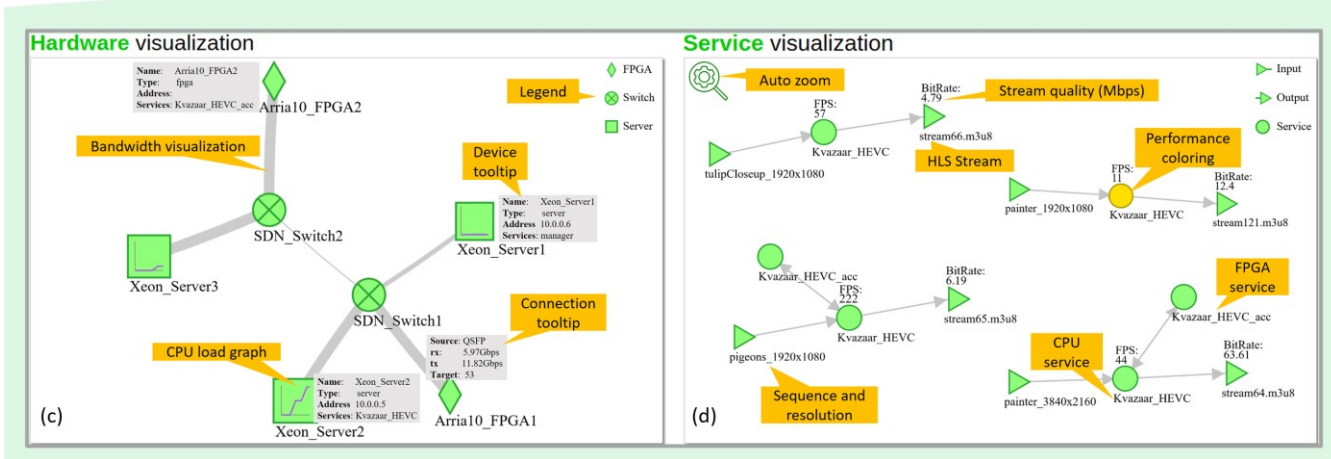 Hardware visualization
Name: Arria10_FPGA2
Type: fpga
Address:
Services: Kvazaar_HEVC_acc
Arria10_FPGA2
Legend
FPGA
Switch
Server
Bandwidth visualization
Device
tooltip
Name: Xeon_Server1
Type: server
Address 10.0.0.6
Services: manager
Xeon_Server1
SDN_Switch2
Xeon_Server3
SDN_Switch1
Connection
tooltip
Source: QSFP
rx: 5.97Gbps
tx 11.82Gbps
Target: 53
CPU load graph
Name: Xeon_Server2
Type: server
Address 10.0.0.5
Services: Kvazaar_HEVC
Xeon_Server2
Arria10_FPGA1
(c)
Service visualization
Auto zoom
FPS:
57
Kvazaar_HEVC
tulipCloseup_1920x1080
BitRate:
4.79
stream66.m3u8
Stream quality (Mbps)
HLS Stream
Input
Output
Service
Performance
coloring
FPS:
11
Kvazaar_HEVC
painter_1920x1080
BitRate:
12.4
stream121.m3u8
Kvazaar_HEVC_acc
FPS:
222
Kvazaar_HEVC
BitRate:
6.19
stream65.m3u8
pigeons_1920x1080
Sequence and
resolution
FPGA
service
Kvazaar_HEVC_acc
CPU
service
FPS:
44
Kvazaar_HEVC
painter_3840x2160
BitRate:
63.61
stream64.m3u8
(d)